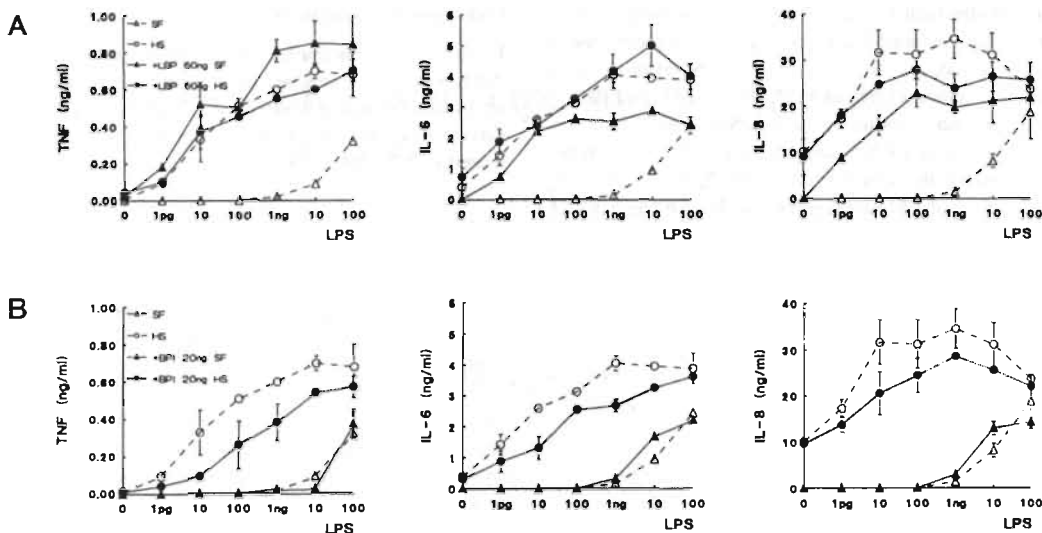 A
TNF (ng/ml)
1.00
0.80
0.60
0.40
0.20
0.00
SF
HS
+LBP 60ng SF
+LBP 60ng HS
0 1pg 10 100 1ng 10 100
LPS
IL-6 (ng/ml)
6
5
4
3
2
1
0
0 1pg 10 100 1ng 10 100
LPS
IL-8 (ng/ml)
40
30
20
10
0
0 1pg 10 100 1ng 10 100
LPS
B
TNF (ng/ml)
1.00
0.80
0.60
0.40
0.20
0.00
SF
HS
+BPI 20ng SF
+BPI 20ng HS
0 1pg 10 100 1ng 10 100
LPS
IL-6 (ng/ml)
6
5
4
3
2
1
0
0 1pg 10 100 1ng 10 100
LPS
IL-8 (ng/ml)
40
30
20
10
0
0 1pg 10 100 1ng 10 100
LPS